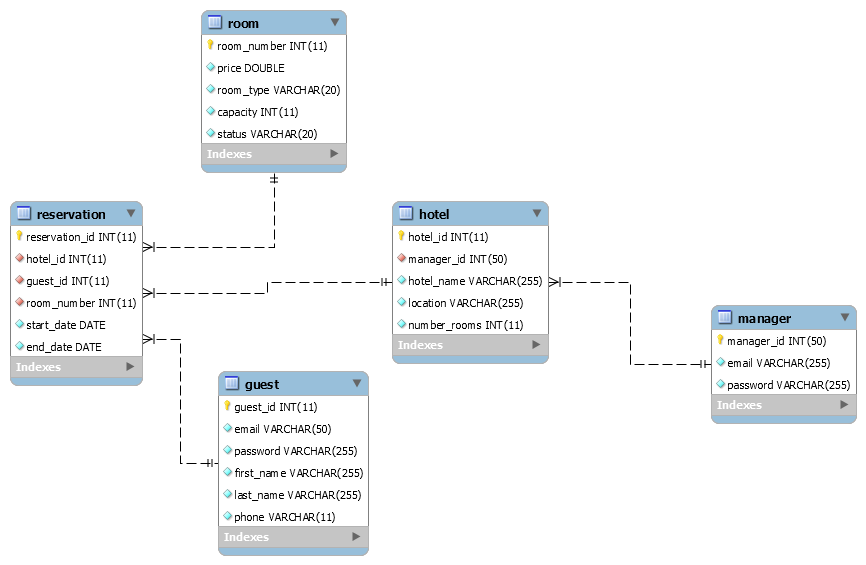 room
room_number INT(11)
price DOUBLE
room_type VARCHAR(20)
capacity INT(11)
status VARCHAR(20)
Indexes
reservation
reservation_id INT(11)
hotel_id INT(11)
guest_id INT(11)
room_number INT(11)
start_date DATE
end_date DATE
Indexes
hotel
hotel_id INT(11)
manager_id INT(50)
hotel_name VARCHAR(255)
location VARCHAR(255)
number_rooms INT(11)
Indexes
manager
manager_id INT(50)
email VARCHAR(255)
password VARCHAR(255)
Indexes
guest
guest_id INT(11)
email VARCHAR(50)
password VARCHAR(255)
first_name VARCHAR(255)
last_name VARCHAR(255)
phone VARCHAR(11)
Indexes